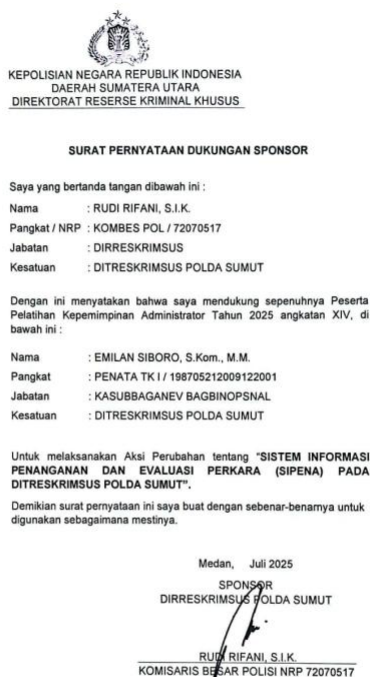 KEPOLISIAN NEGARA REPUBLIK INDONESIA
DAERAH SUMATERA UTARA
DIREKTORAT RESERSE KRIMINAL KHUSUS
SURAT PERNYATAAN DUKUNGAN SPONSOR
Saya yang bertanda tangan dibawah ini :
Nama : RUDI RIFANI, S.I.K.
Pangkat / NRP : KOMBES POL / 72070517
Jabatan : DIRRESKRIMSUS
Kesatuan : DITRESKRIMSUS POLDA SUMUT
Dengan ini menyatakan bahwa saya mendukung sepenuhnya Peserta
Pelatihan Kepemimpinan Administrator Tahun 2025 angkatan XIV, di
bawah ini :
Nama : EMILAN SIBORO, S.Kom., M.M.
Pangkat : PENATA TK I / 198705212009122001
Jabatan : KASUBBAGANEV BAGBINOPSNAL
Kesatuan : DITRESKRIMSUS POLDA SUMUT
Untuk melaksanakan Aksi Perubahan tentang “SISTEM INFORMASI
PENANGANAN DAN EVALUASI PERKARA (SIPENA) PADA
DITRESKRIMSUS POLDA SUMUT”.
Demikian surat pernyataan ini saya buat dengan sebenar-benarnya untuk
digunakan sebagaimana mestinya.
Medan, Juli 2025
SPONSOR
DIRRESKRIMSUS POLDA SUMUT
RUDI RIFANI, S.I.K.
KOMISARIS BESAR POLISI NRP 72070517